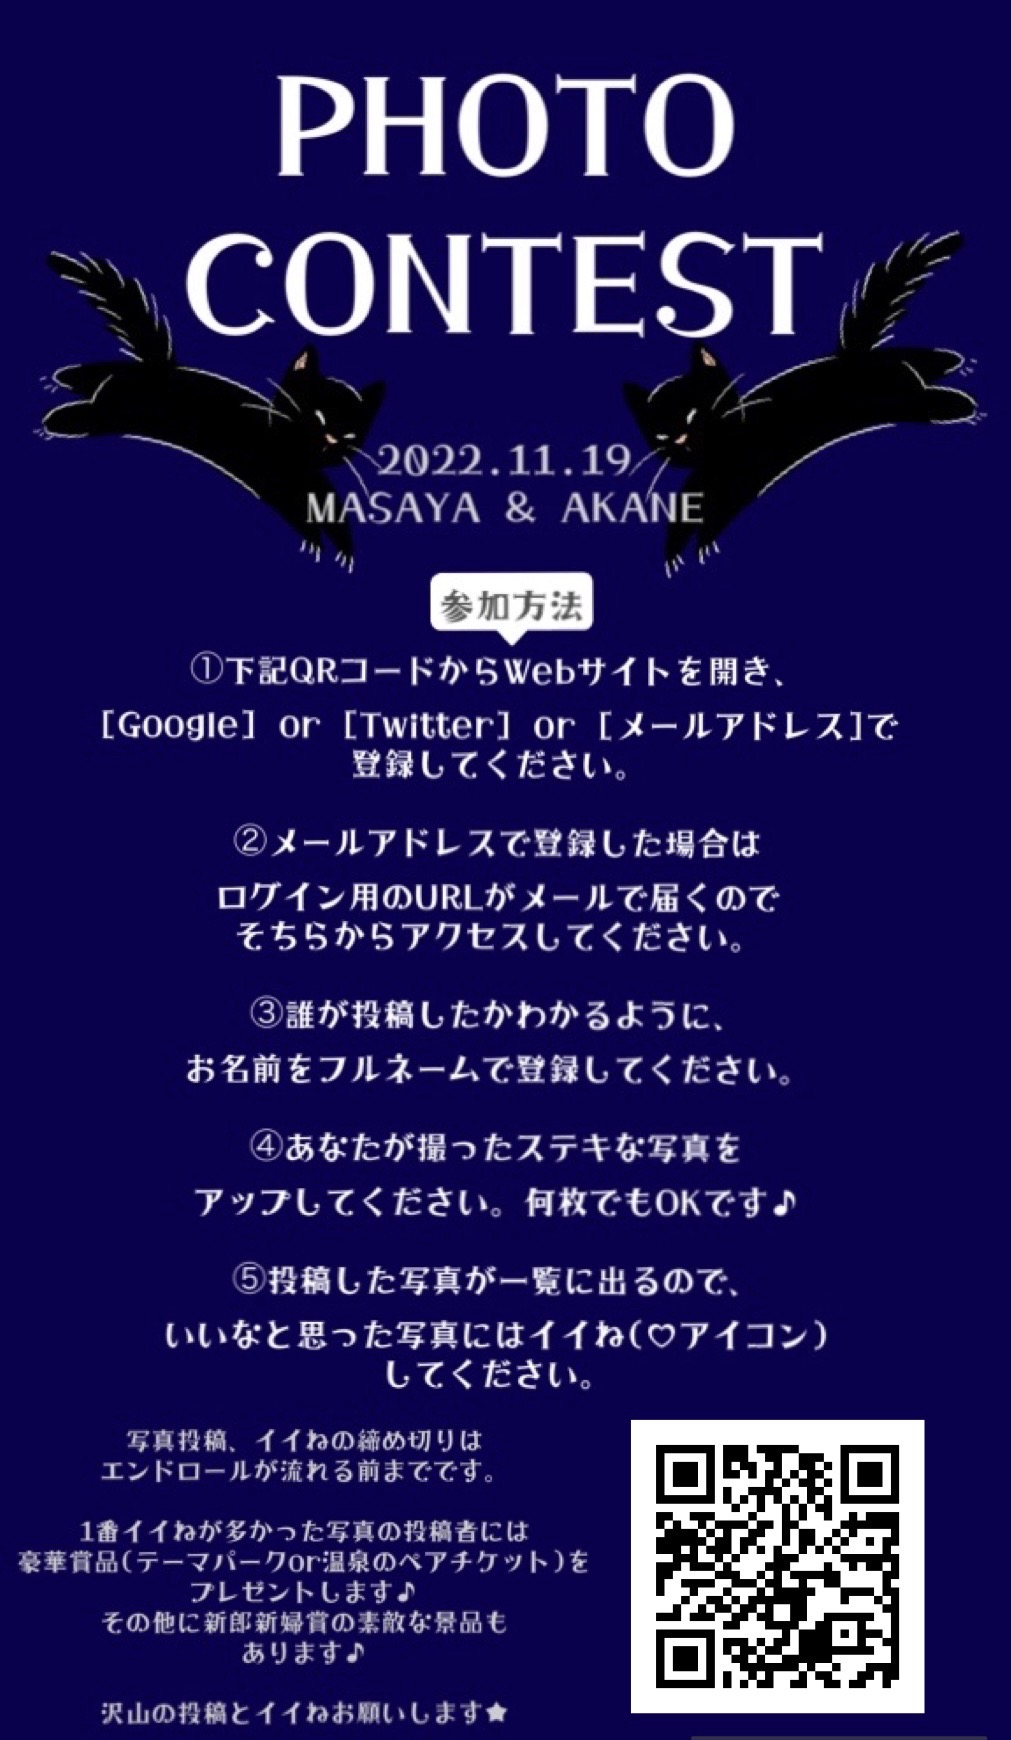 PHOTO
CONTEST
2022.11.19
MASAYA & AKANE
参加方法
①下記QRコードからWebサイトを開き、
[Google] or [Twitter] or [メールアドレス]で
登録してください。
②メールアドレスで登録した場合は
ログイン用のURLがメールで届くので
そちらからアクセスしてください。
③誰が投稿したかわかるように、
お名前をフルネームで登録してください。
④あなたが撮ったステキな写真を
アップしてください。何枚でもOKです♪
⑤投稿した写真が一覧に出るので、
いいなと思った写真にはイイね(♡アイコン)
してください。
写真投稿、イイねの締め切りは
エンドロールが流れる前までです。
1番イイねが多かった写真の投稿者には
豪華賞品(テーマパークor温泉のペアチケット)を
プレゼントします♪
その他に新郎新婦賞の素敵な景品も
あります♪
沢山の投稿とイイねお願いします★